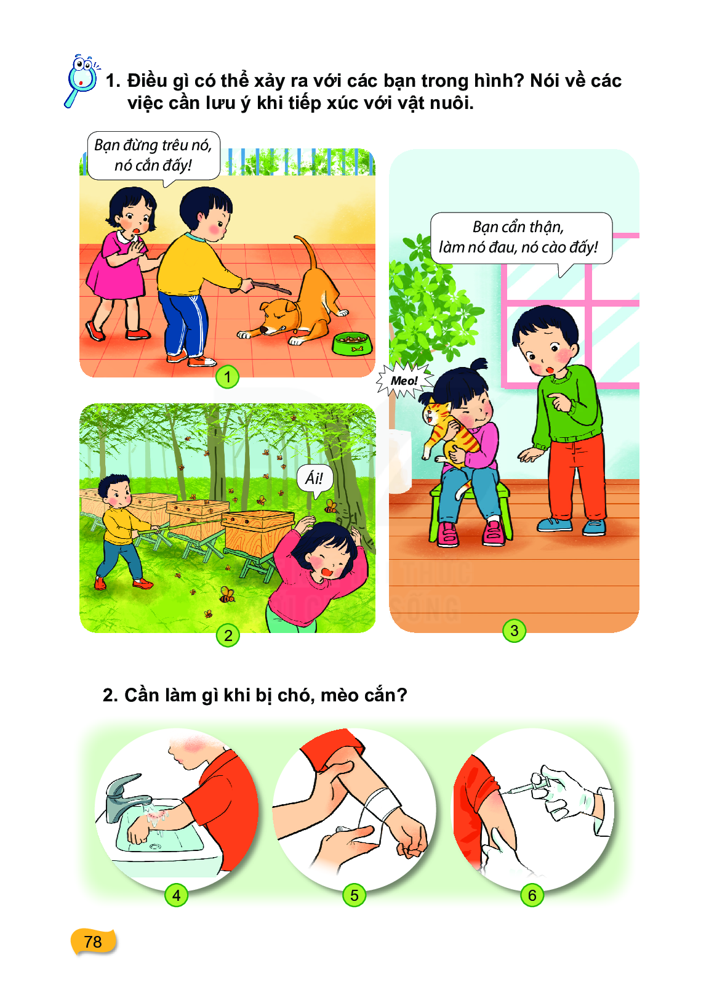 1. Điều gì có thể xảy ra với các bạn trong hình? Nói về các
việc cần lưu ý khi tiếp xúc với vật nuôi.
Bạn đừng trêu nó,
nó cắn đấy!
1
Ái!
2
Bạn cẩn thận,
làm nó đau, nó cào đấy!
Meo!
3
2. Cần làm gì khi bị chó, mèo cắn?
4
5
6
78